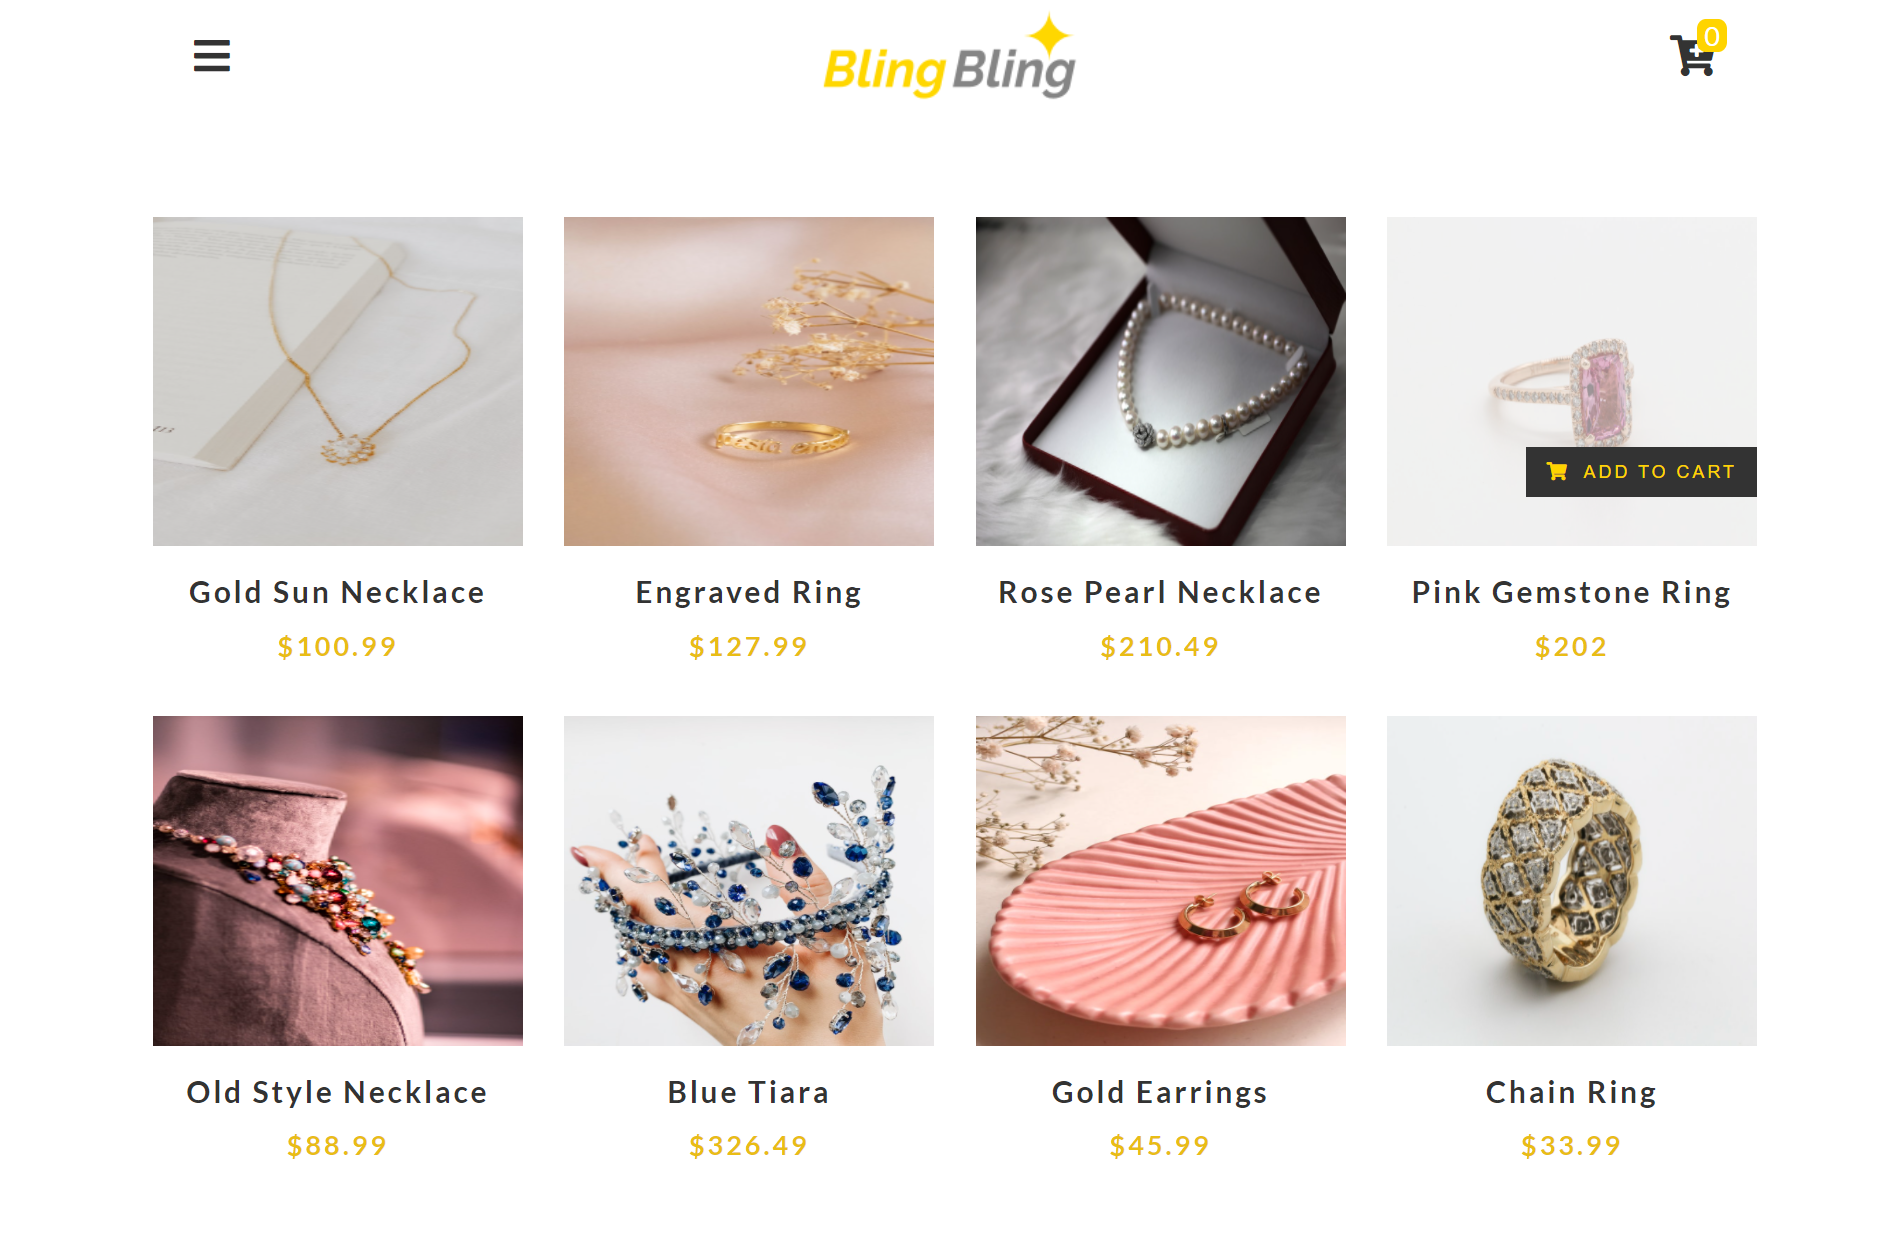 Bling Bling
0
ADD TO CART
Gold Sun Necklace
$100.99
Engraved Ring
$127.99
Rose Pearl Necklace
$210.49
Pink Gemstone Ring
$202
Old Style Necklace
$88.99
Blue Tiara
$326.49
Gold Earrings
$45.99
Chain Ring
$33.99